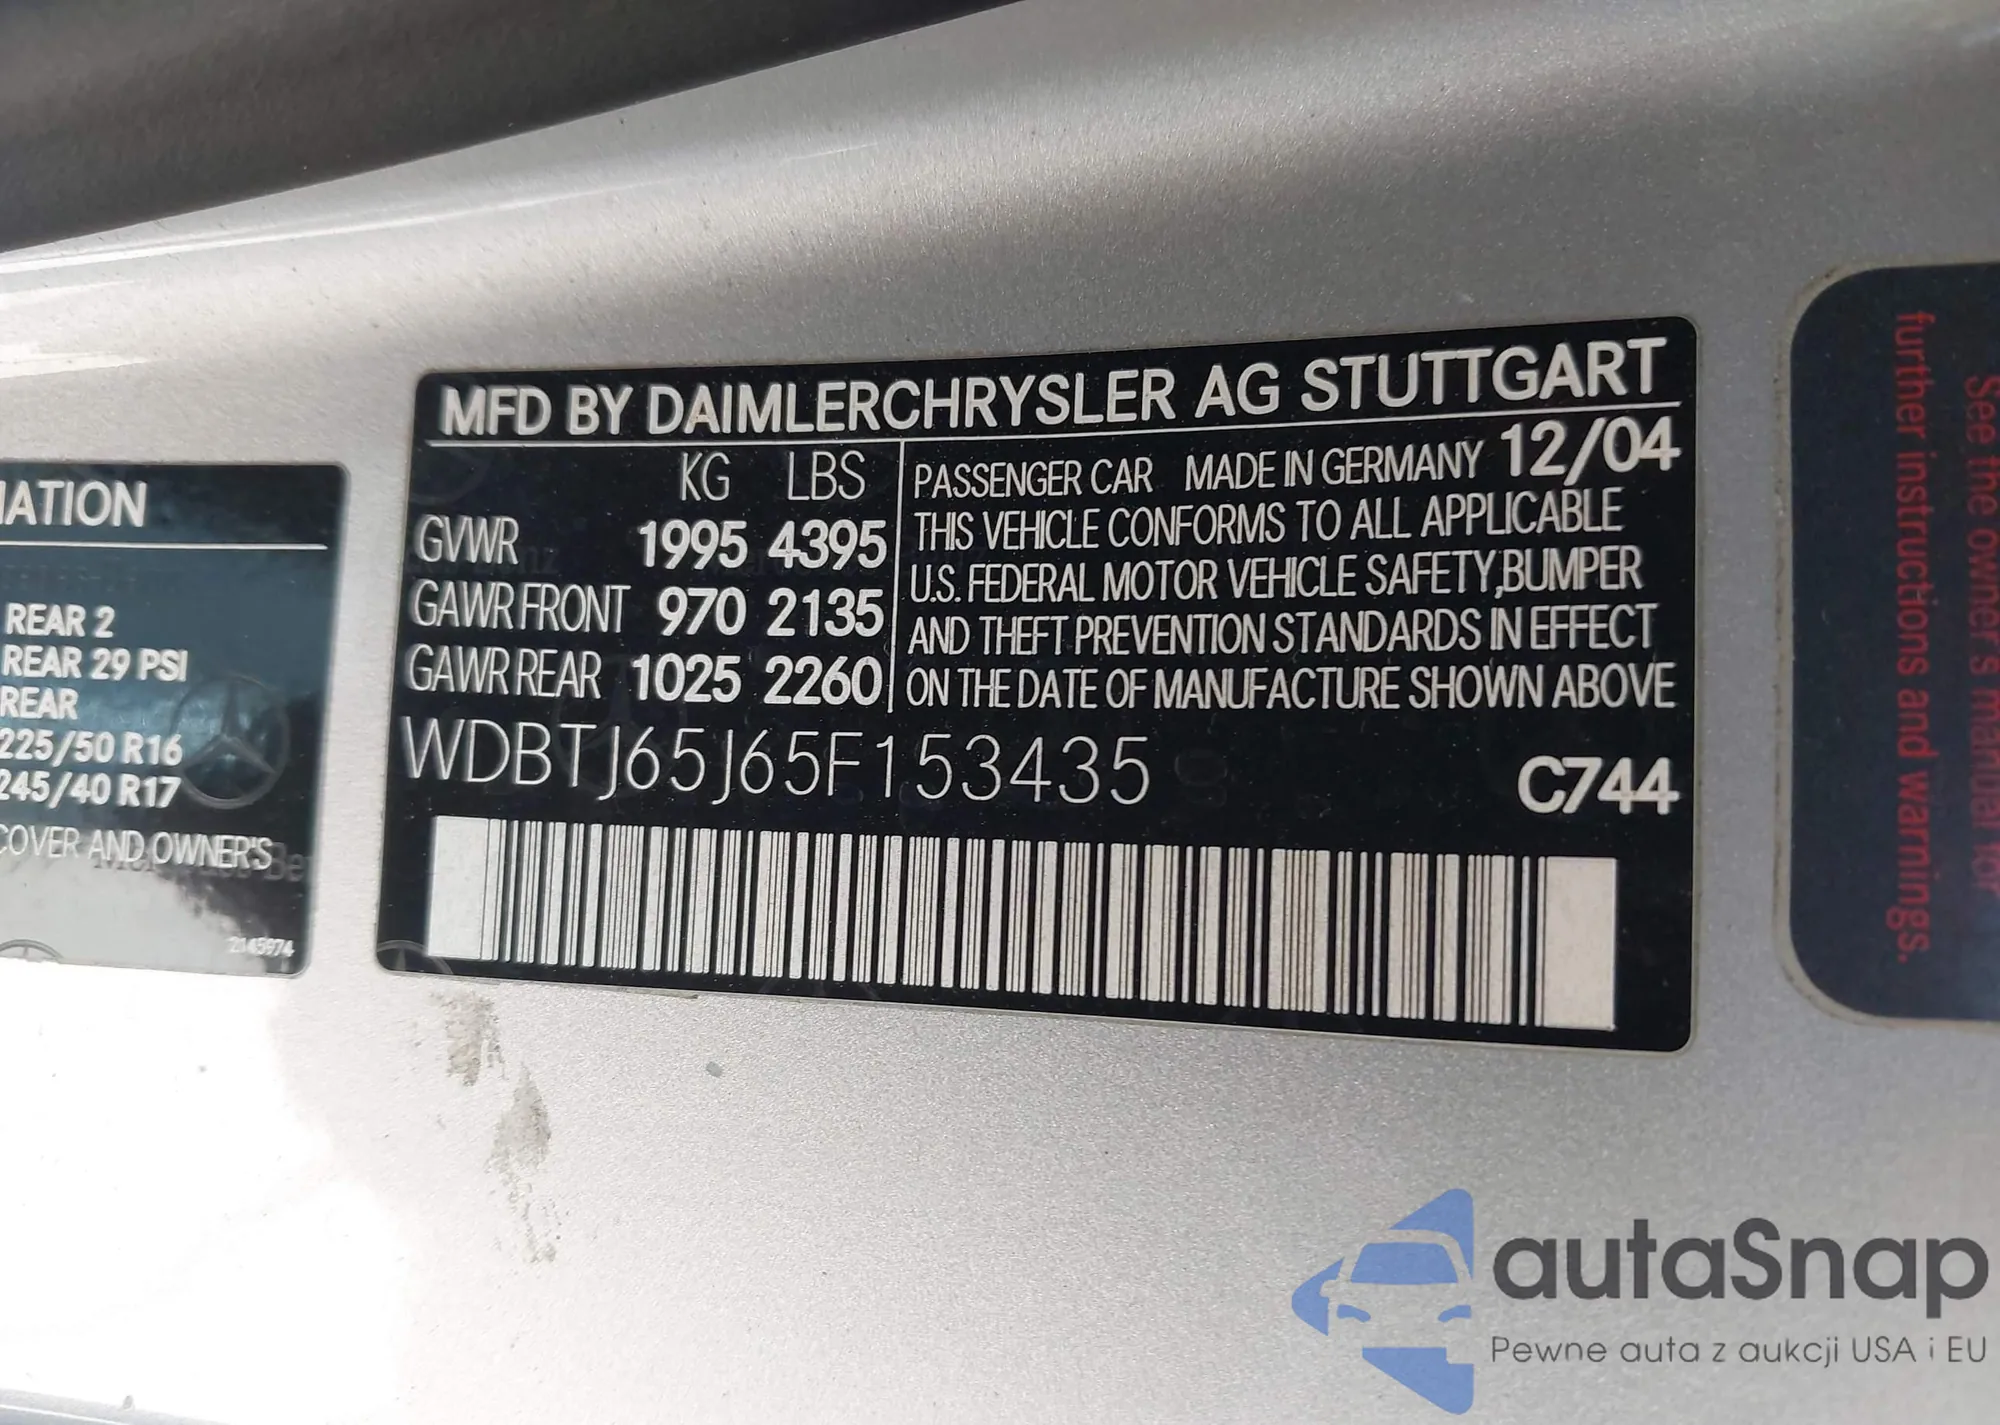 MATION
REAR 2
REAR 29 PSI
REAR
225/50 R16
245/40 R17
COVER AND OWNER'S
2145974
MFD BY DAIMLERCHRYSLER AG STUTTGART
KG LBS
GVWR 1995 4395
GAWR FRONT 970 2135
GAWR REAR 1025 2260
PASSENGER CAR MADE IN GERMANY 12/04
THIS VEHICLE CONFORMS TO ALL APPLICABLE
U.S. FEDERAL MOTOR VEHICLE SAFETY,BUMPER
AND THEFT PREVENTION STANDARDS IN EFFECT
ON THE DATE OF MANUFACTURE SHOWN ABOVE
WDBTJ65J65F153435
C744
See the owner's manual for
further instructions and warnings.
autaSnap
Pewne auta z aukcji USA i EU